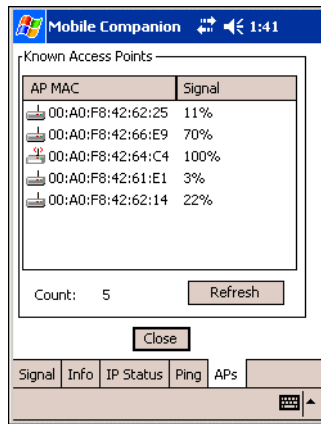 Mobile Companion 1:41
Known Access Points
AP MAC Signal
00:A0:F8:42:62:25 11%
00:A0:F8:42:66:E9 70%
00:A0:F8:42:64:C4 100%
00:A0:F8:42:61:E1 3%
00:A0:F8:42:62:14 22%
Count: 5 Refresh
Close
Signal Info IP Status Ping APs